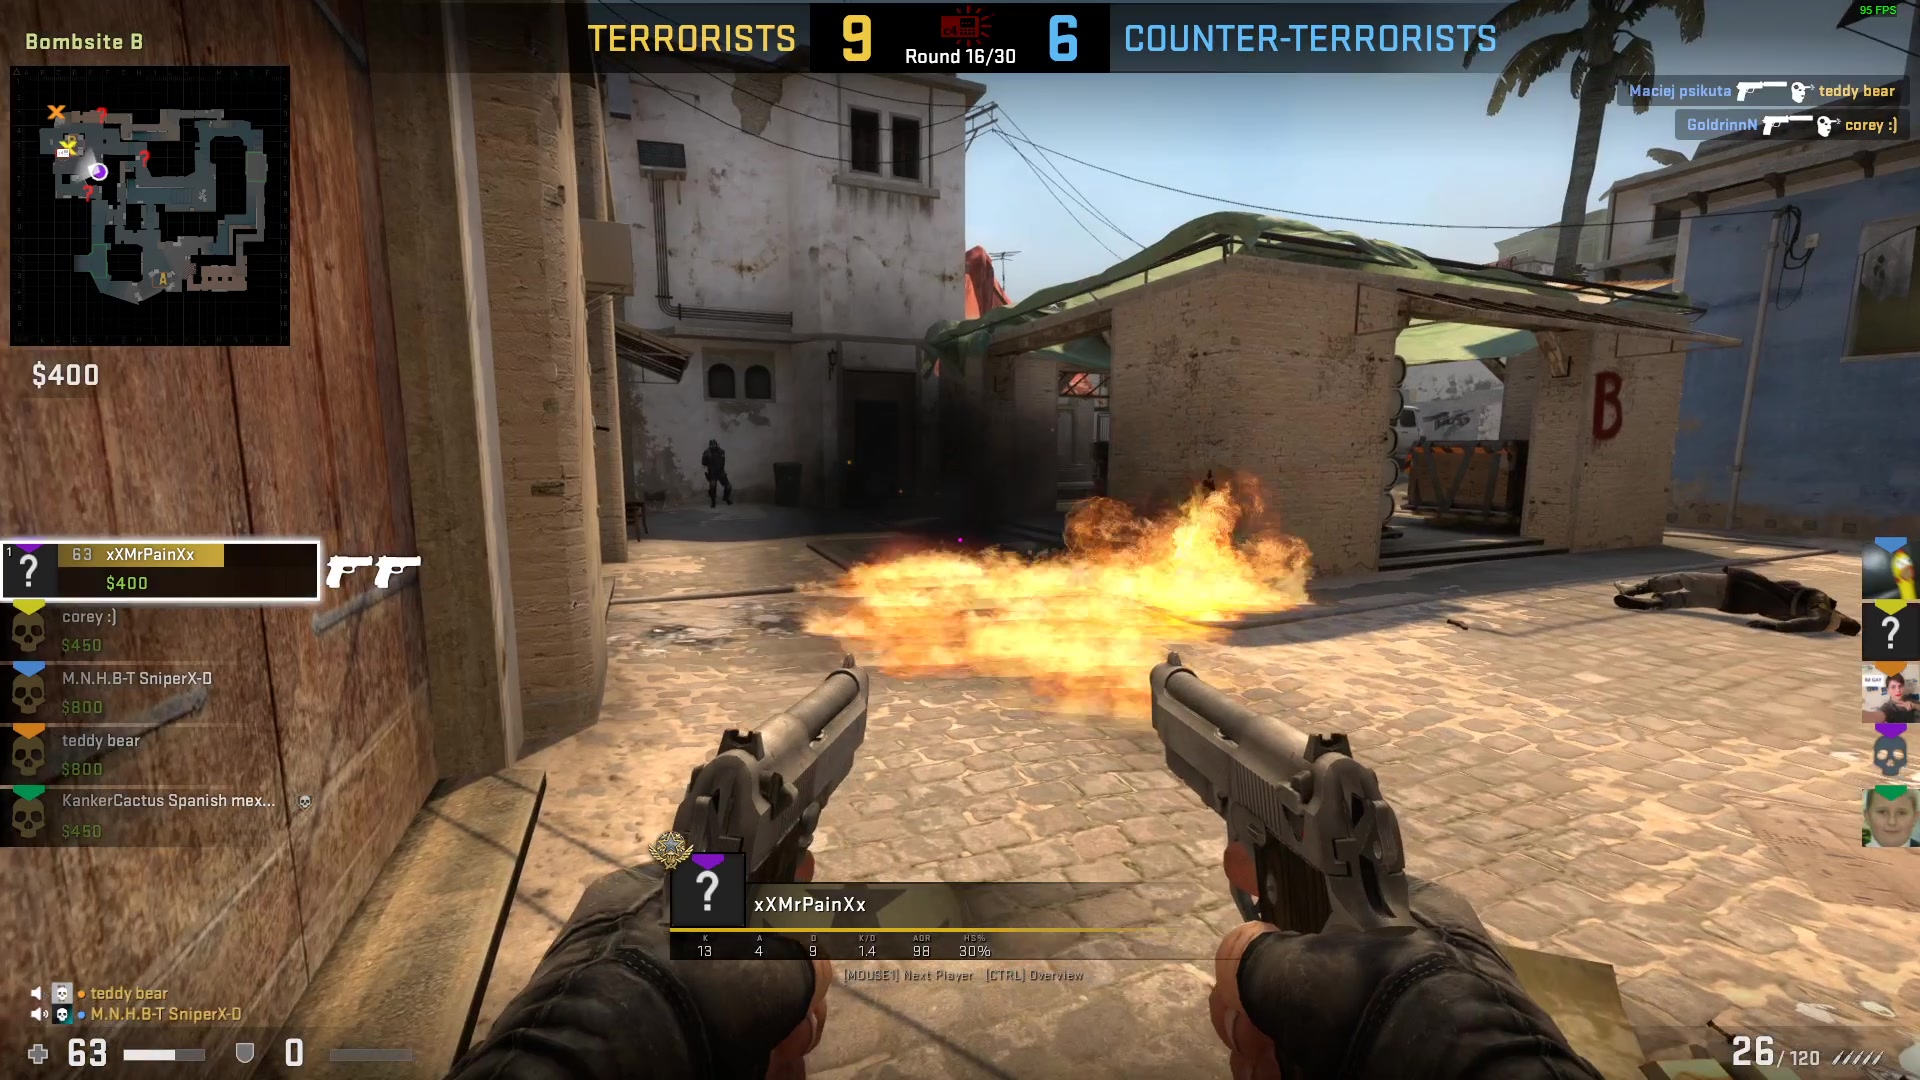 95 FPS
TERRORISTS 9 Round 16/30 6 COUNTER-TERRORISTS
Bombsite B
Maciej psikuta teddy bear
GoldrinnN corey :)
B
A
$400
B
1 ? 63 xXMrPainXx
$400
corey :)
$450
M.N.H.B-T SniperX-D
$800
teddy bear
$800
KankerCactus Spanish mex...
$450
?
? xXMrPainXx
K A D K/D ADR HS%
13 4 9 1.4 98 30%
[MOUSE1] Next Player [CTRL] Overview
teddy bear
M.N.H.B-T SniperX-D
63 0
26 / 120